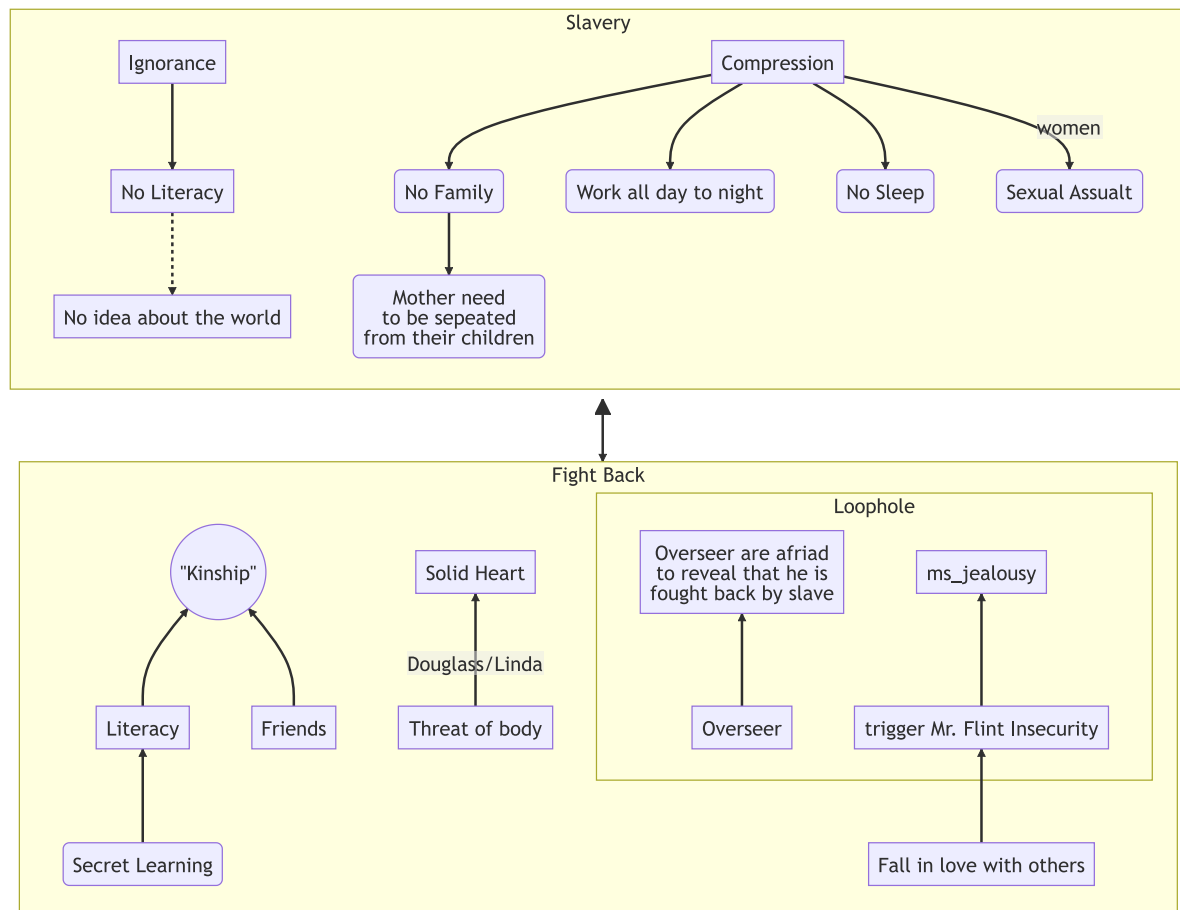 Slavery
Ignorance
Compression
women
No Literacy
No Family
Work all day to night
No Sleep
Sexual Assualt
No idea about the world
Mother need
to be sepeated
from their children
Fight Back
Loophole
"Kinship"
Solid Heart
Overseer are afriad
to reveal that he is
fought back by slave
ms_jealousy
Douglass/Linda
Literacy
Friends
Threat of body
Overseer
trigger Mr. Flint Insecurity
Secret Learning
Fall in love with others